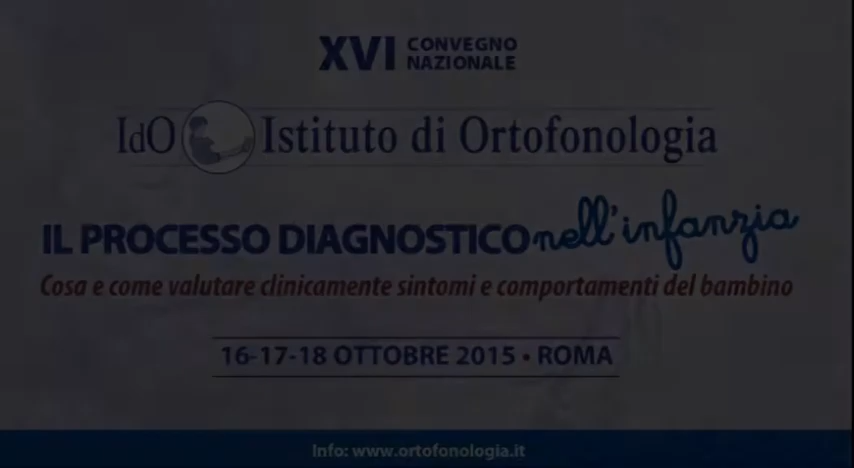 XVI CONVEGNO
NAZIONALE
IdO Istituto di Ortofonologia
IL PROCESSO DIAGNOSTICO nell'infanzia
Cosa e come valutare clinicamente sintomi e comportamenti del bambino
16-17-18 OTTOBRE 2015 • ROMA
Info: www.ortofonologia.it